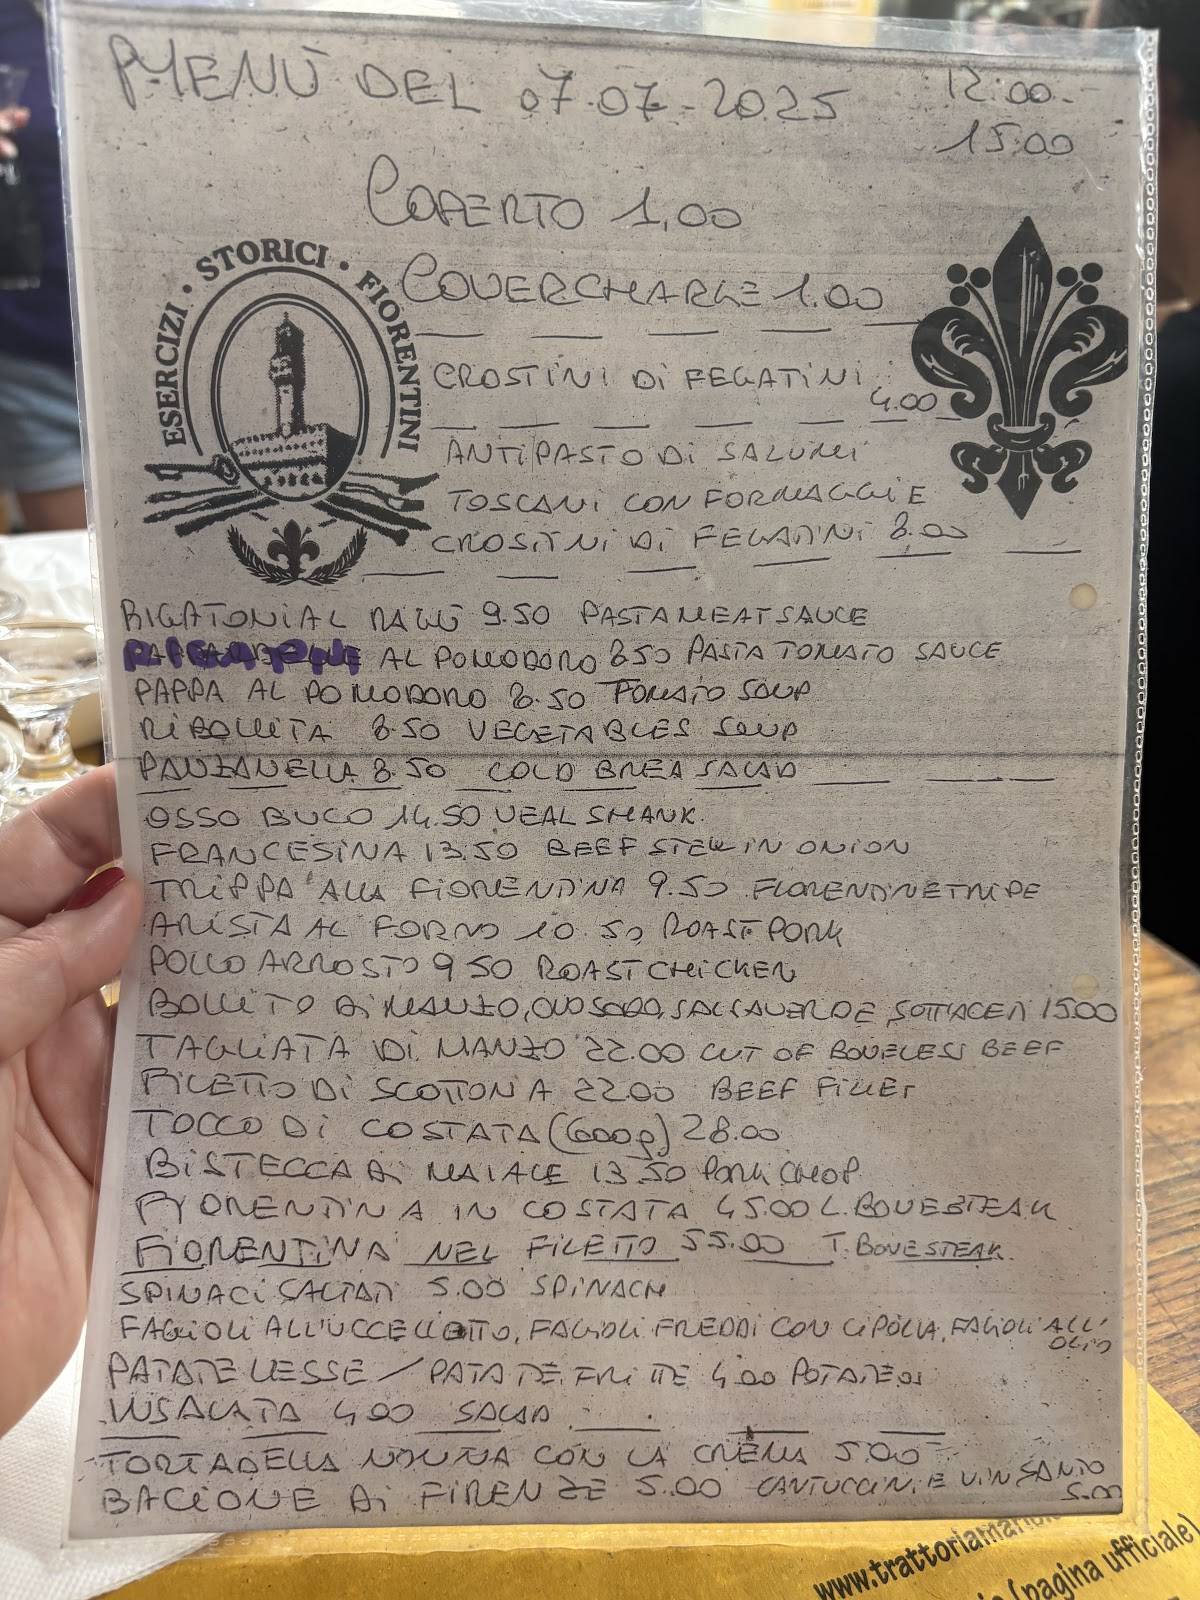 MENÙ DEL 07.07-2025
12:00-
15.00
COPERTO 1,00
COVERCHARGE 1.00
ESERCIZI · STORICI · FIORENTINI
CROSTINI DI FEGATINI
4.00
ANTIPASTO DI SALUMI
TOSCANI CON FORMAGGI E
CROSTINI DI FEGATINI 8.00
RIGATONI AL RAGÙ 9.50 PASTA MEAT SAUCE
AL POMODORO 8.50 PASTA TOMATO SAUCE
PAPPA AL POMODORO 8.50 TOMATO SOUP
RIBOLLITA 8.50 VEGETABLES SOUP
PANZANELLA 8.50 COLD BREA SALAD
OSSO BUCO 14.50 VEAL SHANK.
FRANCESINA 13.50 BEEF STEW IN ONION
TRIPPA ALLA FIORENTINA 9.50 FLORENTINE TRIPE
ARISTA AL FORNO 10.50 ROAST PORK
POLLO ARROSTO 9.50 ROAST CHICKEN
BOLLITO DI MANZO, OVO SODO, SALSA VERDE, SOTTACETI 15.00
TAGLIATA DI MANZO 22.00 CUT OF BONELESS BEEF
FILETTO DI SCOTTONA 22.00 BEEF FILLET
TOCCO DI COSTATA (600g) 28.00
BISTECCA DI MAIALE 13.50 PORK CHOP
FIORENTINA IN COSTATA 45.00 L. BONE STEAK
FIORENTINA NEL FILETTO 55.00 T. BONE STEAK.
SPINACI SALTATI 5.00 SPINACH
FAGIOLI ALL'UCCELLETTO, FAGIOLI FREDDI CON CIPOLLA, FAGIOLI ALL'
OLIO
PATATE LESSE / PATATE FRITTE 4.00 POTATEOS
INSALATA 4.00 SALAD
TORTA DELLA NONNA CON LA CREMA 5.00
BACIONE DI FIRENZE 5.00 CANTUCCINI E VIN SANTO
5.00
www.trattoriamario.
(pagina ufficiale)